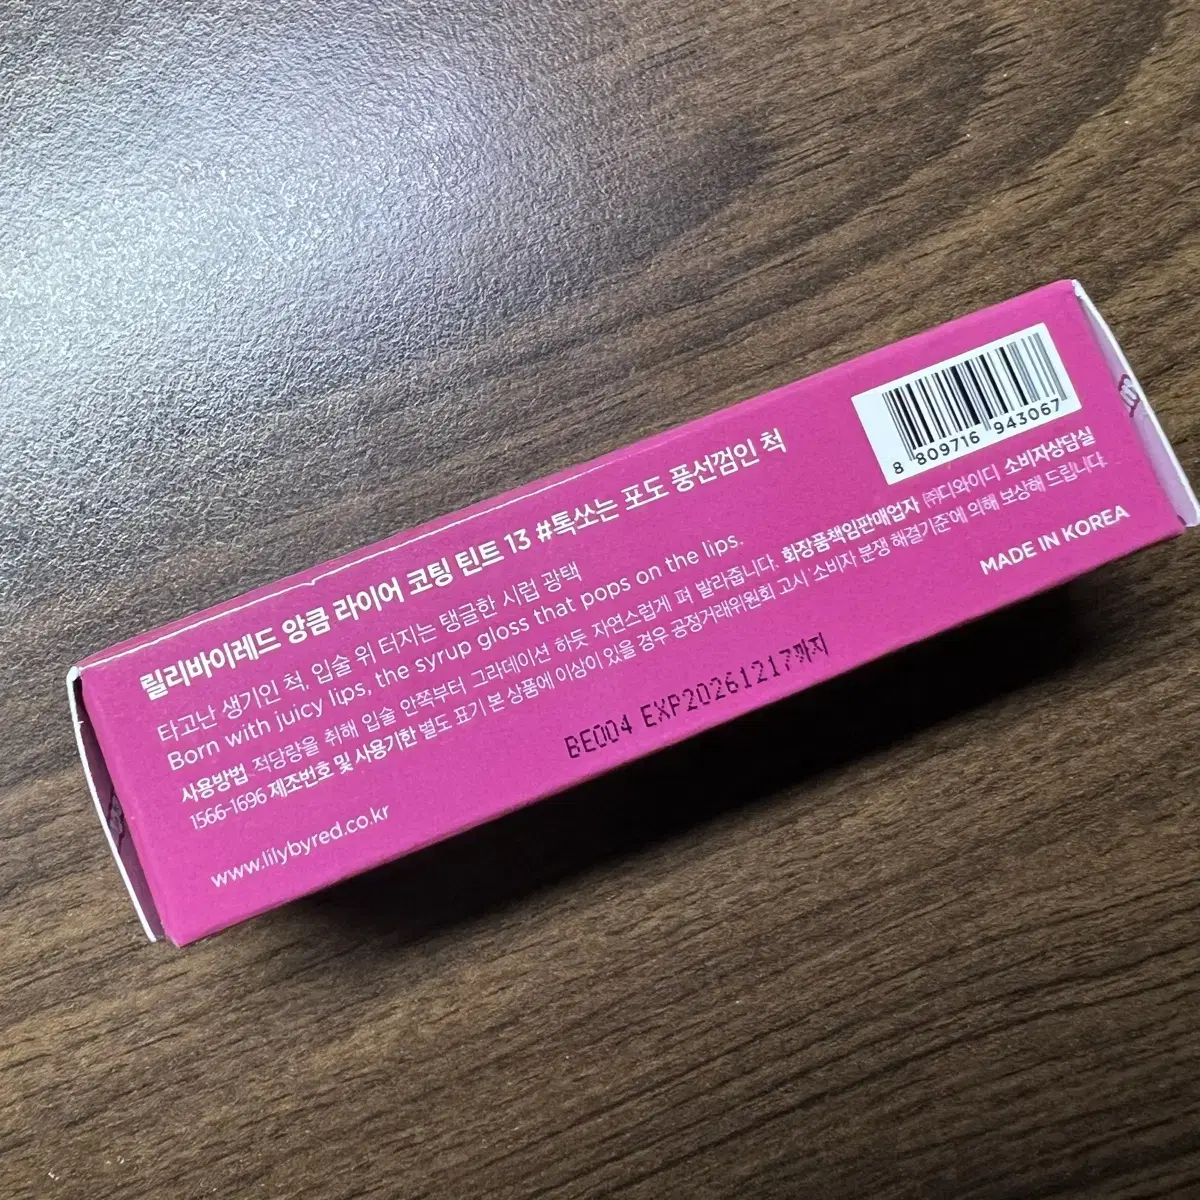 릴리바이레드 앙큼 라이어 코팅 틴트 13 #톡쏘는 포도 풍선껌인 척
타고난 생기인 척, 입술 위 터지는 탱글한 시럽 광택
Born with juicy lips, the syrup gloss that pops on the lips.
사용방법 적당량을 취해 입술 안쪽부터 그라데이션 하듯 자연스럽게 펴 발라줍니다. 화장품책임판매업자 ㈜디와이디 소비자상담실
1566-1696 제조번호 및 사용기한 별도 표기 본 상품에 이상이 있을 경우 공정거래위원회 고시 '소비자 분쟁 해결기준'에 의해 보상해 드립니다.
www.lilybyred.co.kr
BE004 EXP20261217까지
MADE IN KOREA
8 809716 943067